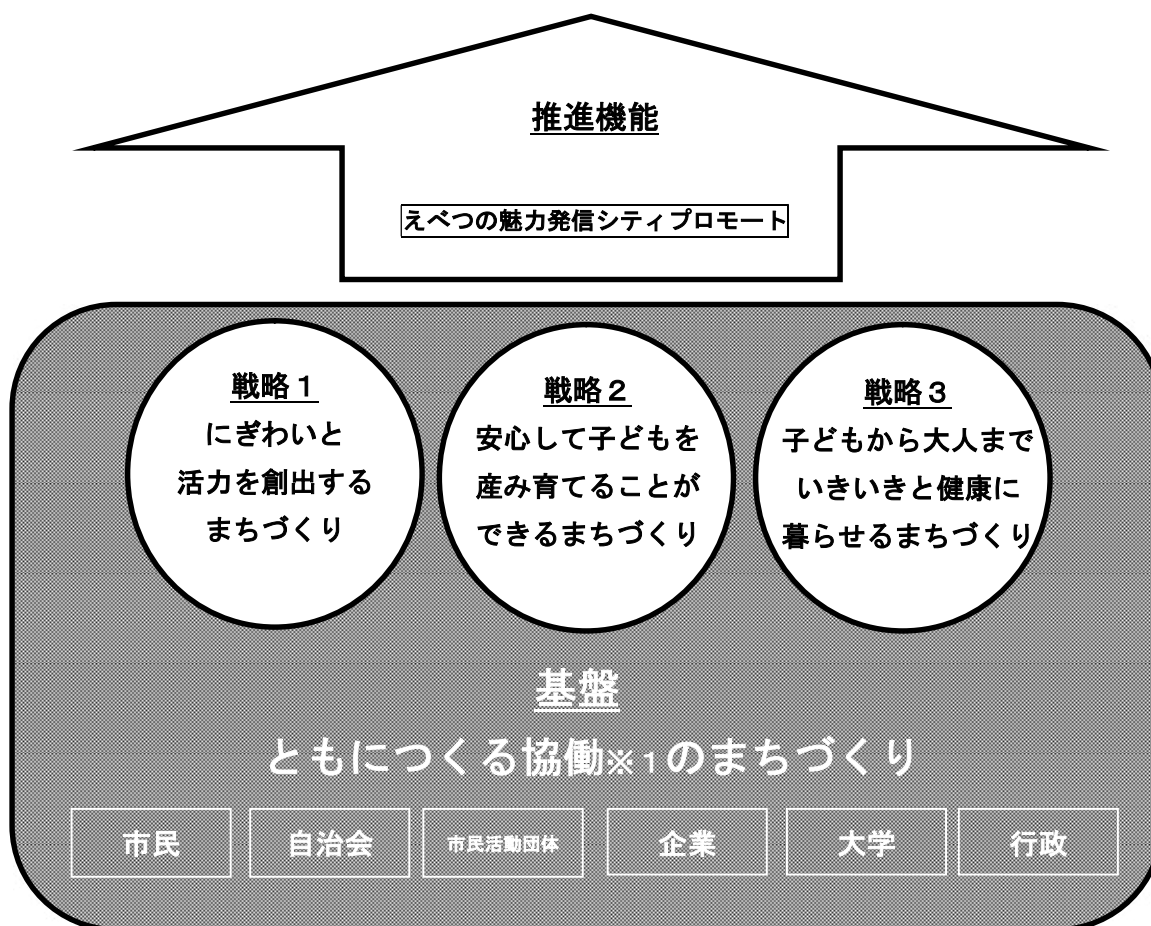 推進機能
えべつの魅力発信シティプロモート
戦略１
にぎわいと
活力を創出する
まちづくり
戦略２
安心して子どもを
産み育てることが
できるまちづくり
戦略３
子どもから大人まで
いきいきと健康に
暮らせるまちづくり
基盤
ともにつくる協働※１のまちづくり
市民
自治会
市民活動団体
企業
大学
行政